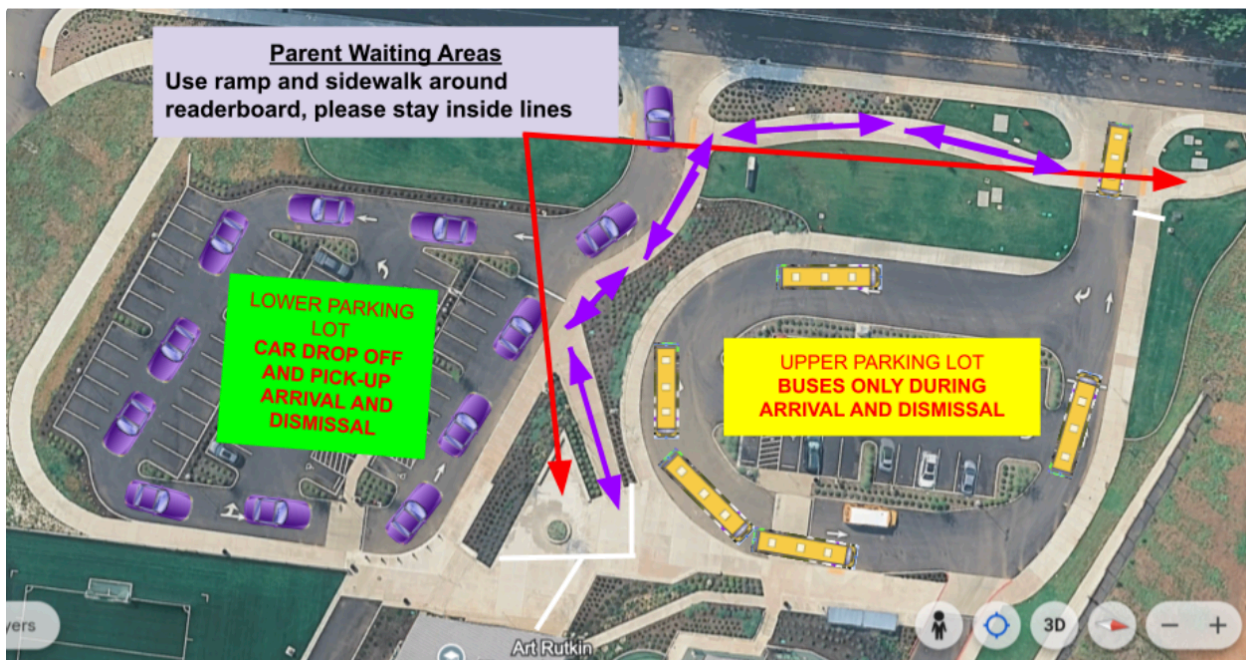 Parent Waiting Areas
Use ramp and sidewalk around
readerboard, please stay inside lines
LOWER PARKING
LOT
CAR DROP OFF
AND PICK-UP
ARRIVAL AND
DISMISSAL
UPPER PARKING LOT
BUSES ONLY DURING
ARRIVAL AND DISMISSAL
yers
3D
Art Rutkin